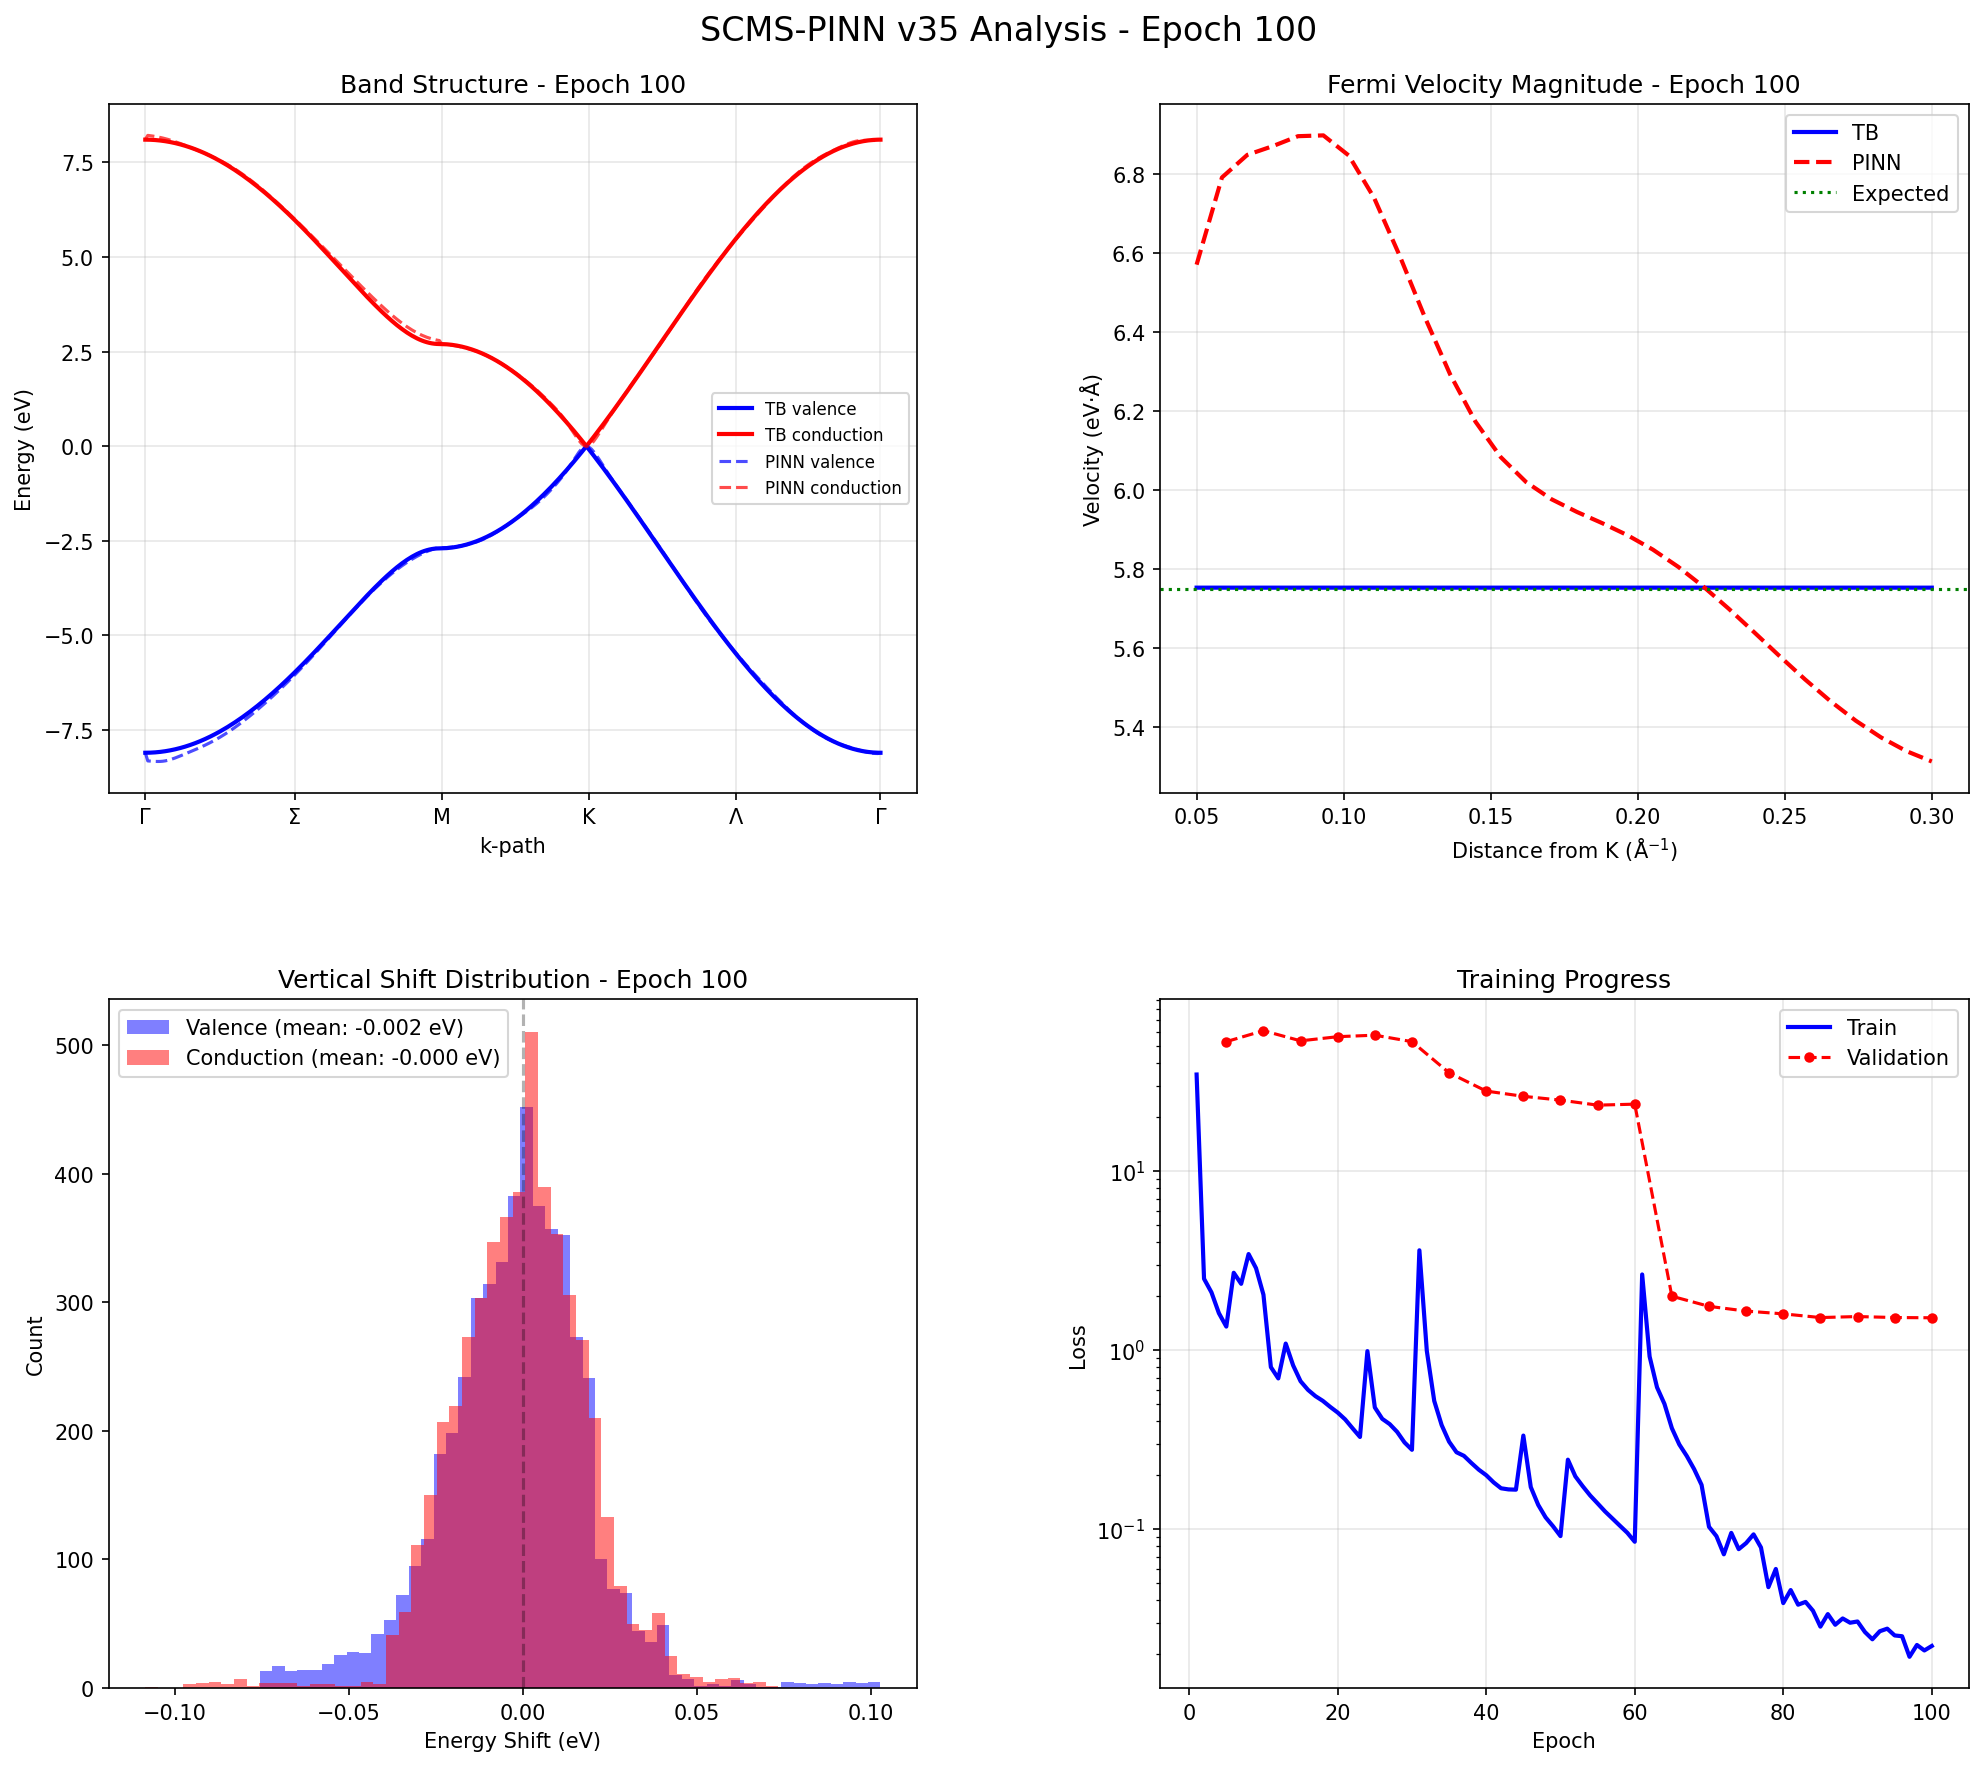 SCMS-PINN v35 Analysis - Epoch 100
Band Structure - Epoch 100
7.5
5.0
2.5
0.0
−2.5
−5.0
−7.5
Energy (eV)
TB valence
TB conduction
PINN valence
PINN conduction
Γ Σ M K Λ Γ
k-path
Fermi Velocity Magnitude - Epoch 100
6.8
6.6
6.4
6.2
6.0
5.8
5.6
5.4
Velocity (eV·Å)
TB
PINN
Expected
0.05 0.10 0.15 0.20 0.25 0.30
Distance from K (Å⁻¹)
Vertical Shift Distribution - Epoch 100
Valence (mean: -0.002 eV)
Conduction (mean: -0.000 eV)
500
400
300
200
100
0
Count
−0.10 −0.05 0.00 0.05 0.10
Energy Shift (eV)
Training Progress
Train
Validation
10¹
10⁰
10⁻¹
Loss
0 20 40 60 80 100
Epoch